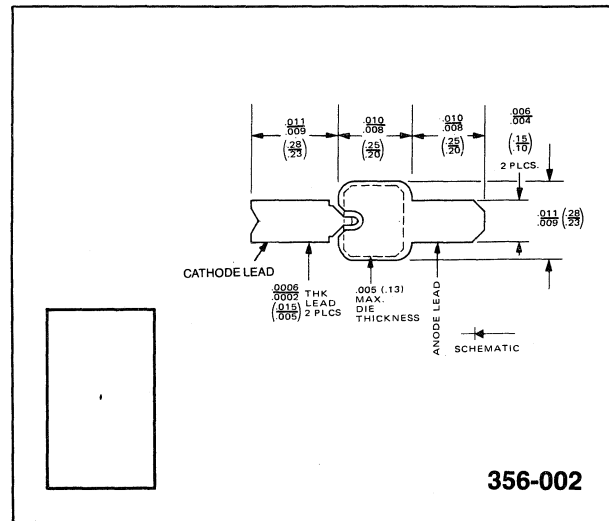 .011
.009
(.28
.23)
.010
.008
(.25
.20)
.010
.008
(.25
.20)
.006
.004
(.15
.10)
2 PLCS.
.011 (.28
.009 .23)
CATHODE LEAD
.0006 THK
.0002 LEAD
(.015 2 PLCS
.005)
.005 (.13)
MAX.
DIE
THICKNESS
ANODE LEAD
SCHEMATIC
356-002